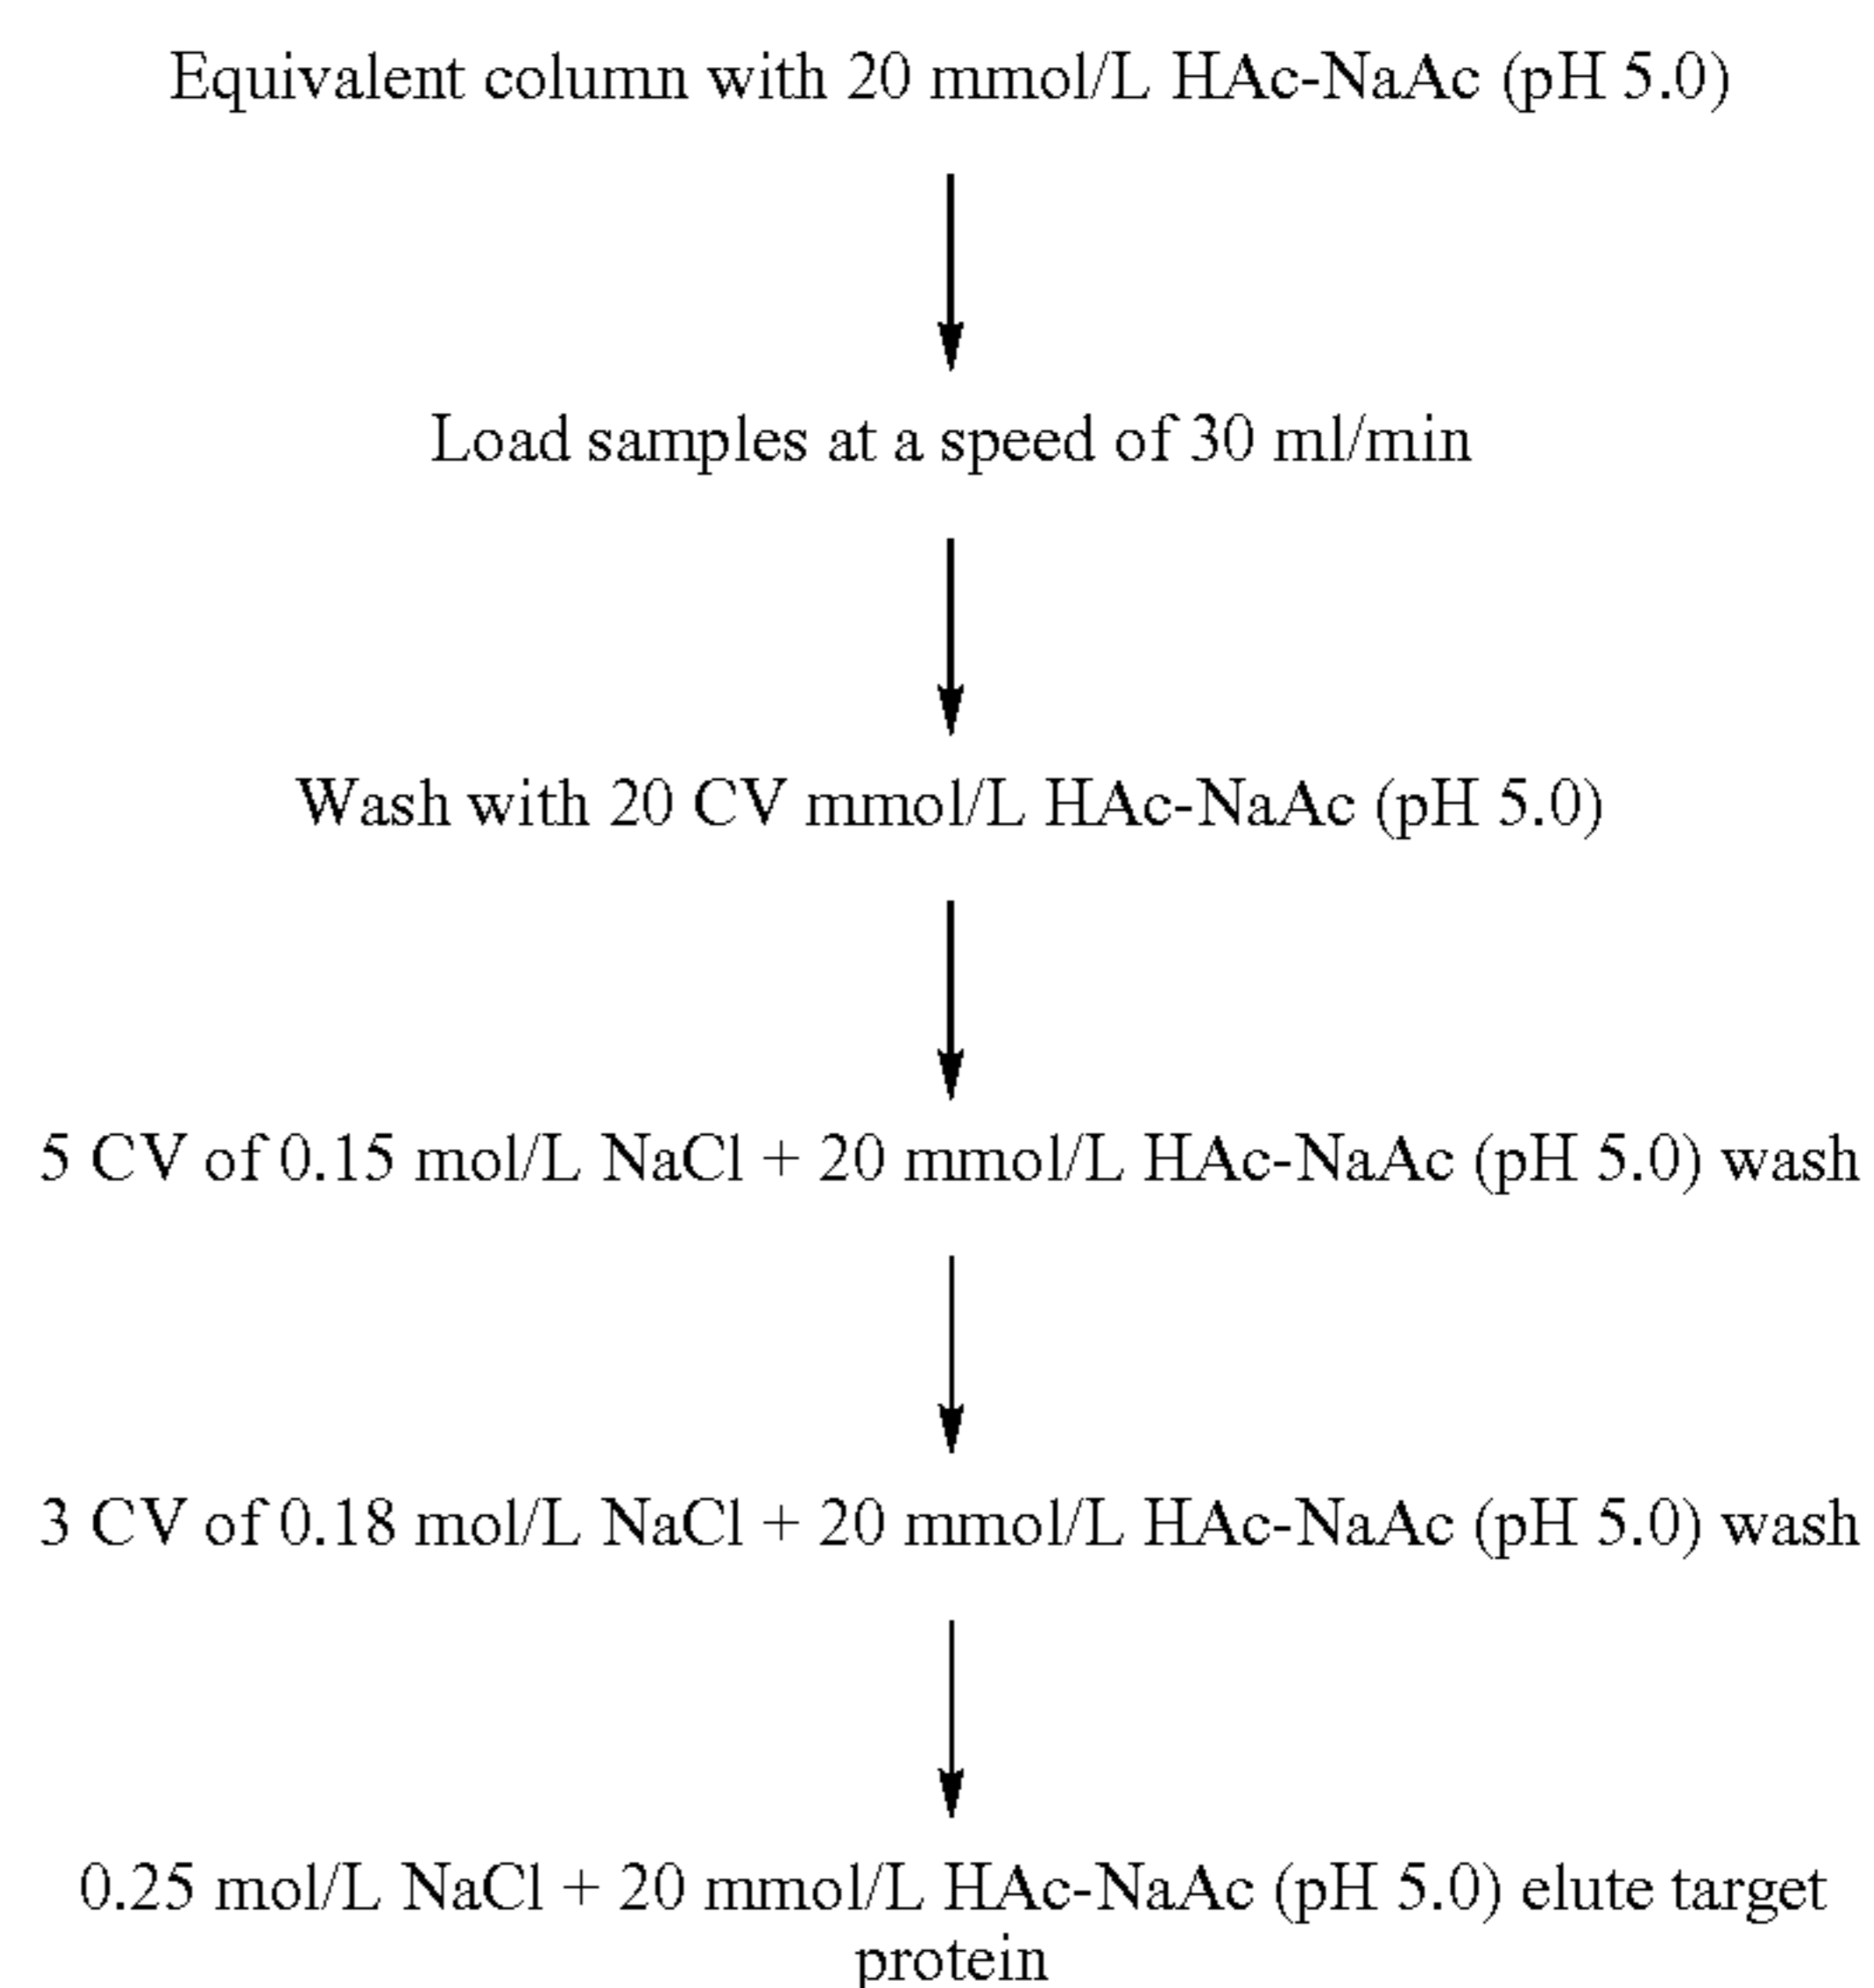 Equivalent column with 20 mmol/L HAc-NaAc (pH 5.0)
Load samples at a speed of 30 ml/min
Wash with 20 CV mmol/L HAc-NaAc (pH 5.0)
5 CV of 0.15 mol/L NaCl + 20 mmol/L HAc-NaAc (pH 5.0) wash
3 CV of 0.18 mol/L NaCl + 20 mmol/L HAc-NaAc (pH 5.0) wash
0.25 mol/L NaCl + 20 mmol/L HAc-NaAc (pH 5.0) elute target
protein